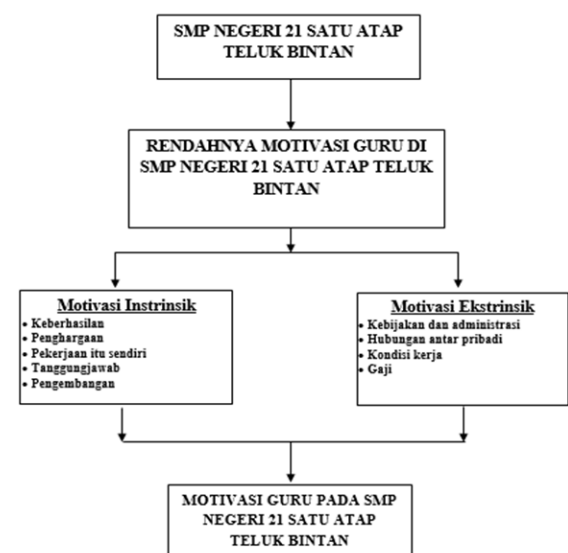 SMP NEGERI 21 SATU ATAP
TELUK BINTAN
RENDAHNYA MOTIVASI GURU DI
SMP NEGERI 21 SATU ATAP TELUK
BINTAN
Motivasi Instrinsik
• Keberhasilan
• Penghargaan
• Pekerjaan itu sendiri
• Tanggungjawab
• Pengembangan
Motivasi Ekstrinsik
• Kebijakan dan administrasi
• Hubungan antar pribadi
• Kondisi kerja
• Gaji
MOTIVASI GURU PADA SMP
NEGERI 21 SATU ATAP
TELUK BINTAN